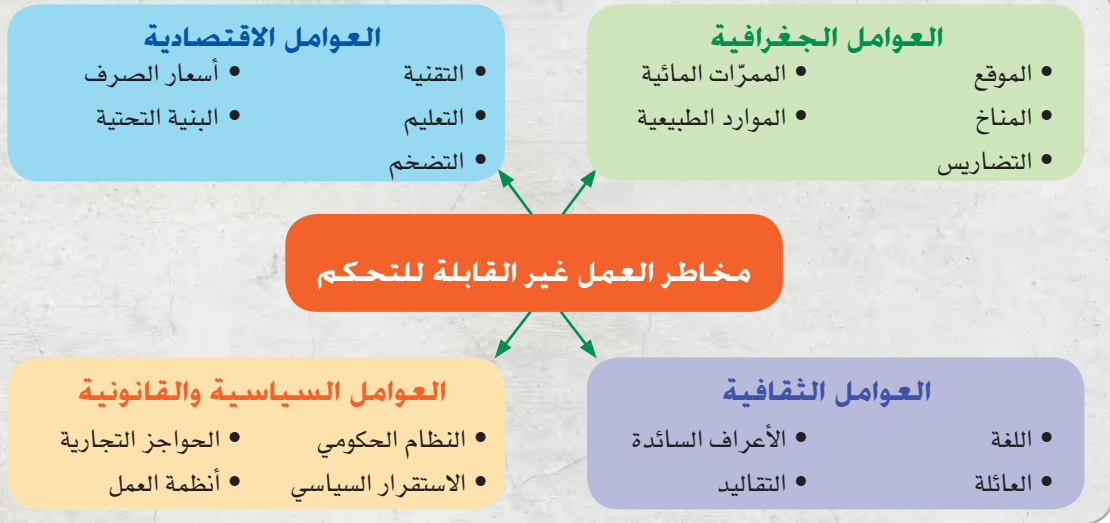 العوامل الجغرافية
• الموقع
• المناخ
• التضاريس
• الممرّات المائية
• الموارد الطبيعية
العوامل الاقتصادية
• التقنية
• التعليم
• التضخم
• أسعار الصرف
• البنية التحتية
مخاطر العمل غير القابلة للتحكم
العوامل الثقافية
• اللغة
• العائلة
• الأعراف السائدة
• التقاليد
العوامل السياسية والقانونية
• النظام الحكومي
• الاستقرار السياسي
• الحواجز التجارية
• أنظمة العمل